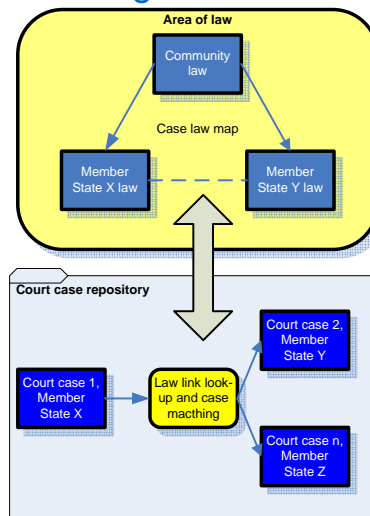 Area of law
Community
law
Case law map
Member
State X law
Member
State Y law
Court case repository
Court case 1,
Member
State X
Law link look-
up and case
macthing
Court case 2,
Member
State Y
Court case n,
Member
State Z